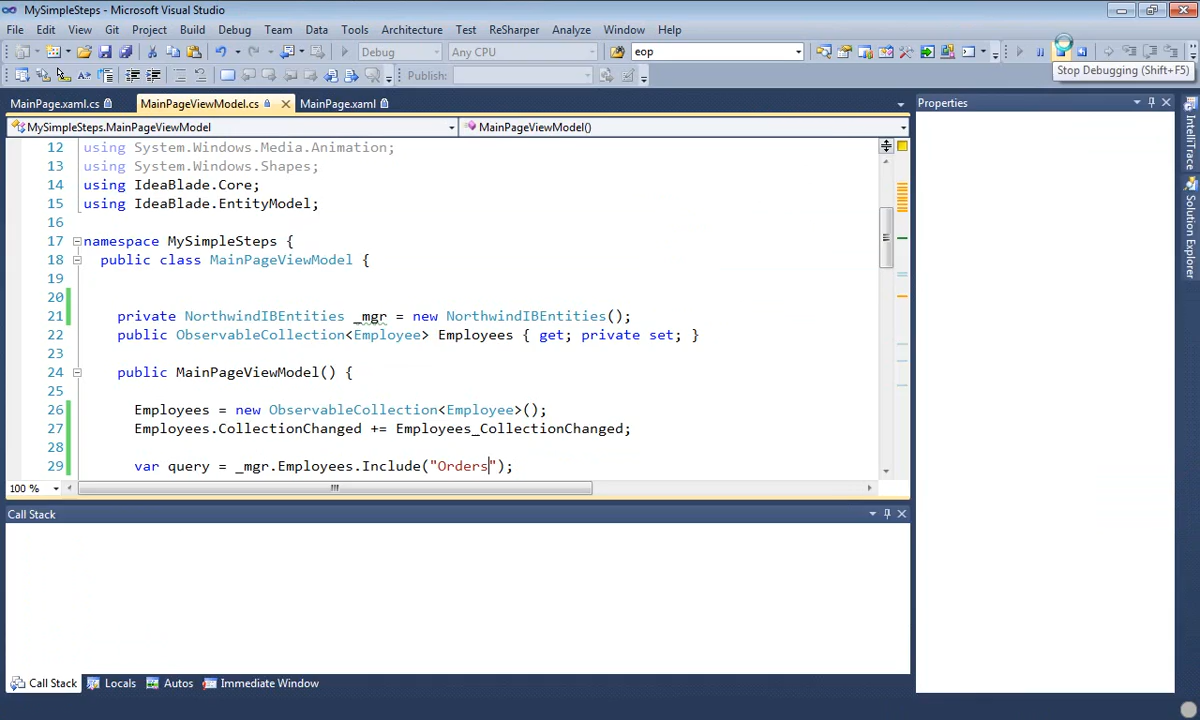 MySimpleSteps - Microsoft Visual Studio
File Edit View Git Project Build Debug Team Data Tools Architecture Test ReSharper Analyze Window Help
Debug Any CPU eop
Publish:
Stop Debugging (Shift+F5)
MainPage.xaml.cs MainPageViewModel.cs MainPage.xaml
Properties
MySimpleSteps.MainPageViewModel MainPageViewModel()
12 using System.Windows.Media.Animation;
13 using System.Windows.Shapes;
14 using IdeaBlade.Core;
15 using IdeaBlade.EntityModel;
16
17 namespace MySimpleSteps {
18 public class MainPageViewModel {
19
20
21 private NorthwindIBEntities _mgr = new NorthwindIBEntities();
22 public ObservableCollection<Employee> Employees { get; private set; }
23
24 public MainPageViewModel() {
25
26 Employees = new ObservableCollection<Employee>();
27 Employees.CollectionChanged += Employees_CollectionChanged;
28
29 var query = _mgr.Employees.Include("Orders");
100 %
Call Stack
Call Stack Locals Autos Immediate Window
IntelliTrace
Solution Explorer